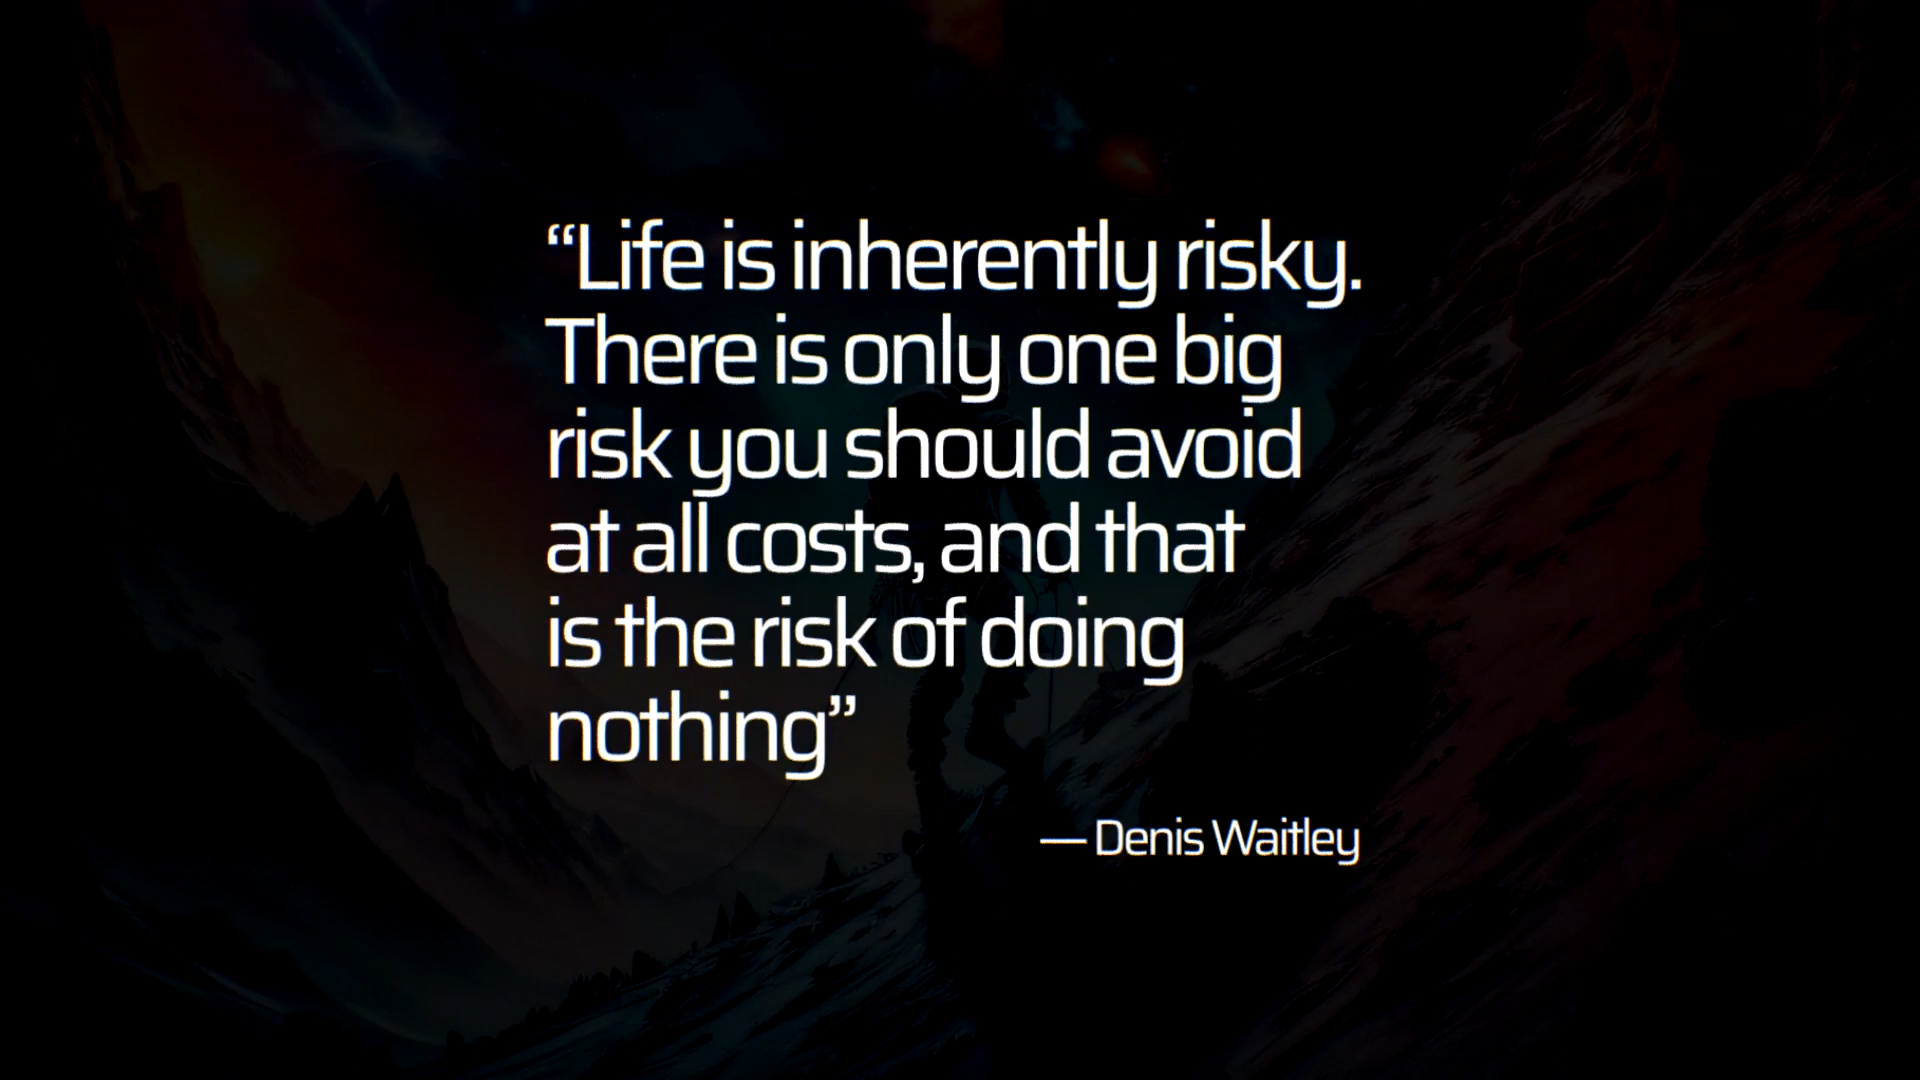 “Life is inherently risky.
There is only one big
risk you should avoid
at all costs, and that
is the risk of doing
nothing”
— Denis Waitley